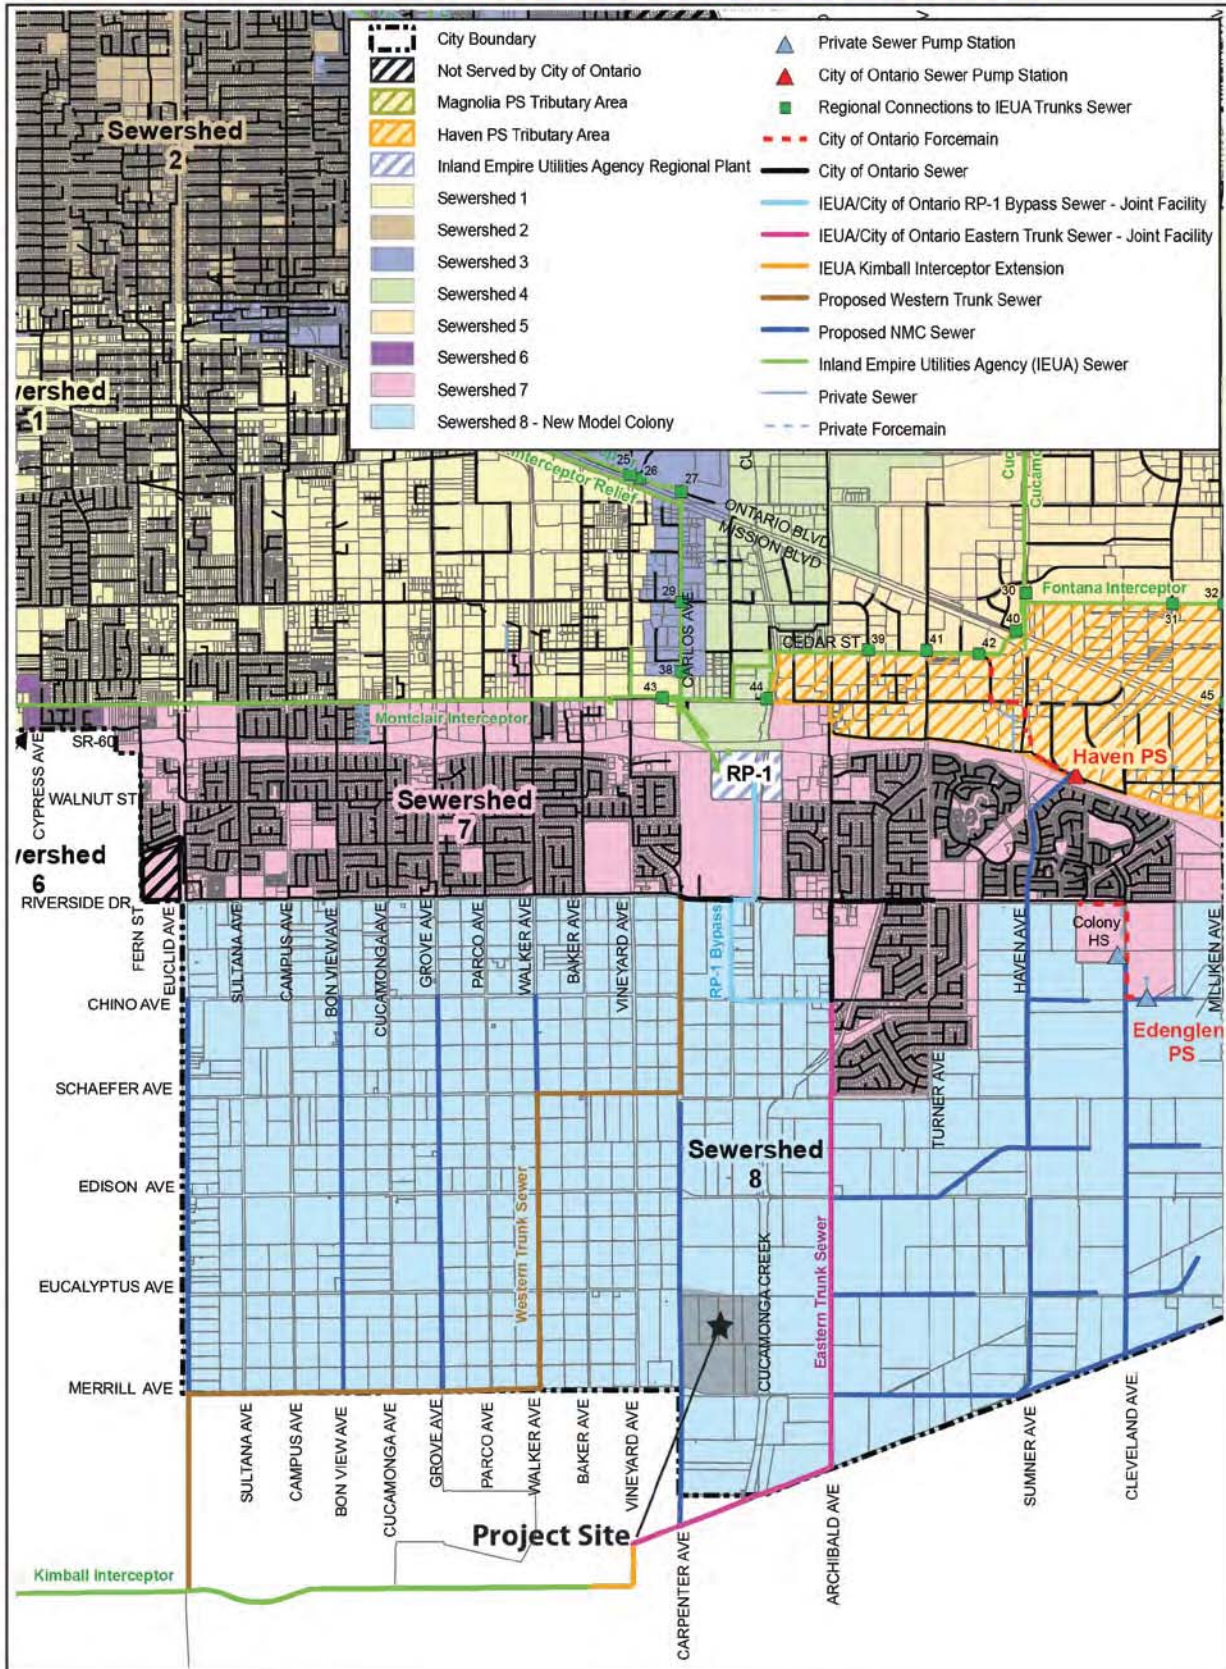 City Boundary
Not Served by City of Ontario
Magnolia PS Tributary Area
Haven PS Tributary Area
Inland Empire Utilities Agency Regional Plant
Sewershed 1
Sewershed 2
Sewershed 3
Sewershed 4
Sewershed 5
Sewershed 6
Sewershed 7
Sewershed 8 - New Model Colony
Private Sewer Pump Station
City of Ontario Sewer Pump Station
Regional Connections to IEUA Trunks Sewer
City of Ontario Forcemain
City of Ontario Sewer
IEUA/City of Ontario RP-1 Bypass Sewer - Joint Facility
IEUA/City of Ontario Eastern Trunk Sewer - Joint Facility
IEUA Kimball Interceptor Extension
Proposed Western Trunk Sewer
Proposed NMC Sewer
Inland Empire Utilities Agency (IEUA) Sewer
Private Sewer
Private Forcemain
Sewershed
2
vershed
1
25
26
27
Interceptor Relief
CU
Cuc
Cucamo
ONTARIO BLVD
MISSION BLVD
29
30
Fontana Interceptor
32
31
CARLOS AVE
CEDAR ST
39
41
42
40
38
43
44
45
Montclair Interceptor
SR-60
CYPRESS AVE
WALNUT ST
RP-1
Haven PS
Sewershed
7
vershed
6
RIVERSIDE DR
FERN ST
EUCLID AVE
SULTANA AVE
CAMPUS AVE
BON VIEW AVE
CUCAMONGA AVE
GROVE AVE
PARCO AVE
WALKER AVE
BAKER AVE
VINEYARD AVE
RP-1 Bypass
HAVEN AVE
Colony
HS
MILLIKEN AVE
CHINO AVE
Edenglen
PS
SCHAEFER AVE
TURNER AVE
Sewershed
8
EDISON AVE
Western Trunk Sewer
CUCAMONGA CREEK
Eastern Trunk Sewer
EUCALYPTUS AVE
MERRILL AVE
SULTANA AVE
CAMPUS AVE
BON VIEW AVE
CUCAMONGA AVE
GROVE AVE
PARCO AVE
WALKER AVE
BAKER AVE
VINEYARD AVE
SUMNER AVE
CLEVELAND AVE
Project Site
CARPENTER AVE
ARCHIBALD AVE
Kimball Interceptor